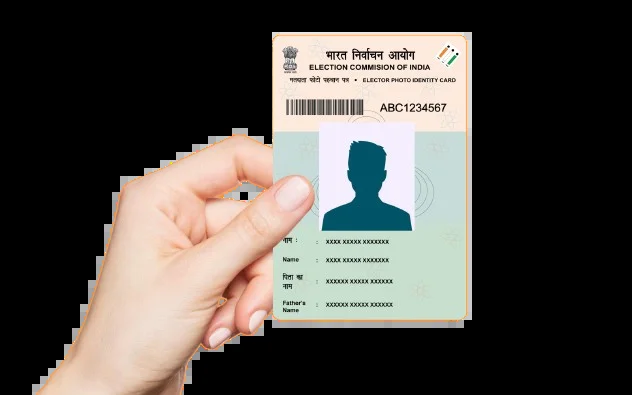 भारत निर्वाचन आयोग
ELECTION COMMISION OF INDIA
मतदाता फोटो पहचान पत्र • ELECTOR PHOTO IDENTITY CARD
ABC1234567
नाम : : XXXX XXXXX XXXXXXX
Name : XXXX XXXXX XXXXXXX
पिता का नाम : XXXXXX XXXXX XXXXXX
Father's Name : XXXXXX XXXXX XXXXXX